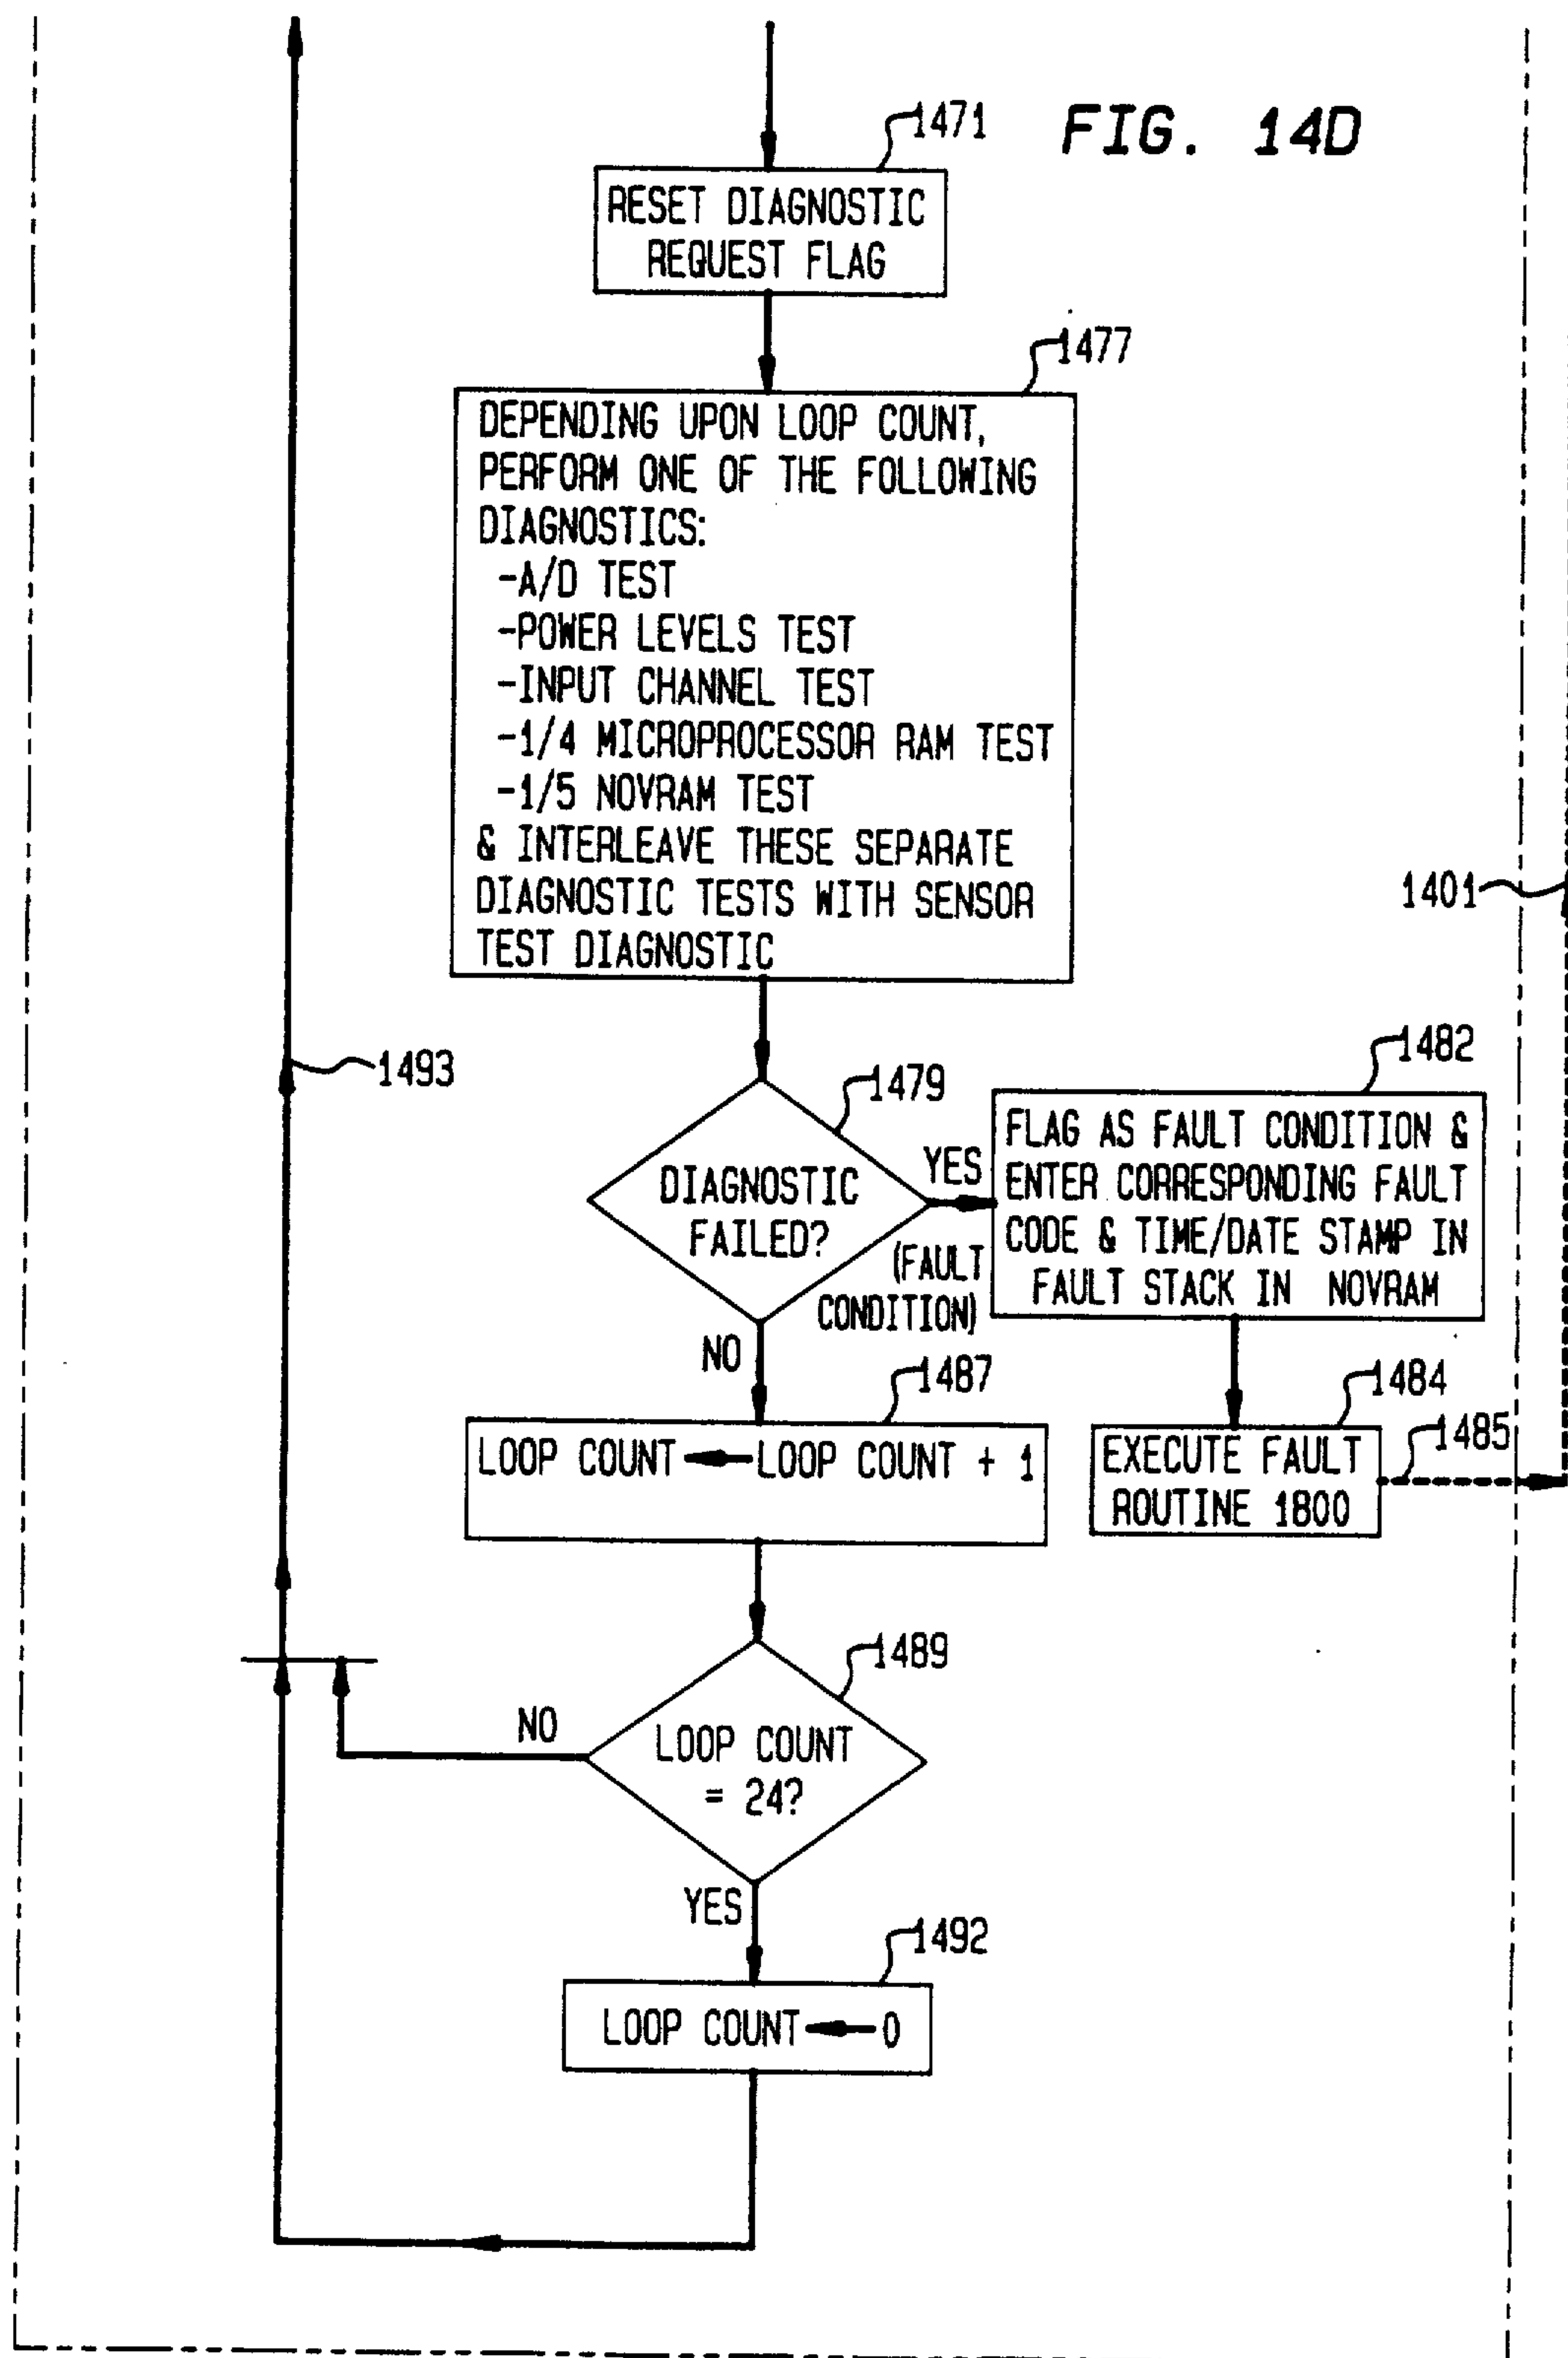 1471
FIG. 14D
RESET DIAGNOSTIC
REQUEST FLAG
1477
DEPENDING UPON LOOP COUNT,
PERFORM ONE OF THE FOLLOWING
DIAGNOSTICS:
-A/D TEST
-POWER LEVELS TEST
-INPUT CHANNEL TEST
-1/4 MICROPROCESSOR RAM TEST
-1/5 NOVRAM TEST
& INTERLEAVE THESE SEPARATE
DIAGNOSTIC TESTS WITH SENSOR
TEST DIAGNOSTIC
1401
1493
1479
DIAGNOSTIC
FAILED?
YES
(FAULT
CONDITION)
1482
FLAG AS FAULT CONDITION &
ENTER CORRESPONDING FAULT
CODE & TIME/DATE STAMP IN
FAULT STACK IN NOVRAM
NO
1487
LOOP COUNT ← LOOP COUNT + 1
1484
EXECUTE FAULT
ROUTINE 1800
1485
1489
LOOP COUNT
= 24?
NO
YES
1492
LOOP COUNT ← 0